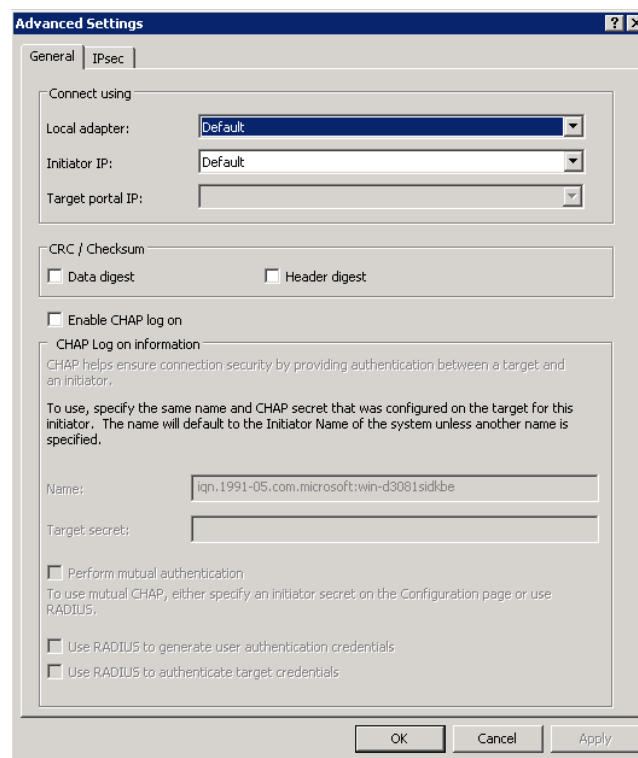 Advanced Settings
General
IPsec
Connect using
Local adapter: Default
Initiator IP: Default
Target portal IP:
CRC / Checksum
Data digest
Header digest
Enable CHAP log on
CHAP Log on information
CHAP helps ensure connection security by providing authentication between a target and
an initiator.
To use, specify the same name and CHAP secret that was configured on the target for this
initiator. The name will default to the Initiator Name of the system unless another name is
specified.
Name: iqn.1991-05.com.microsoft:win-d3081sidkbe
Target secret:
Perform mutual authentication
To use mutual CHAP, either specify an initiator secret on the Configuration page or use
RADIUS.
Use RADIUS to generate user authentication credentials
Use RADIUS to authenticate target credentials
OK
Cancel
Apply